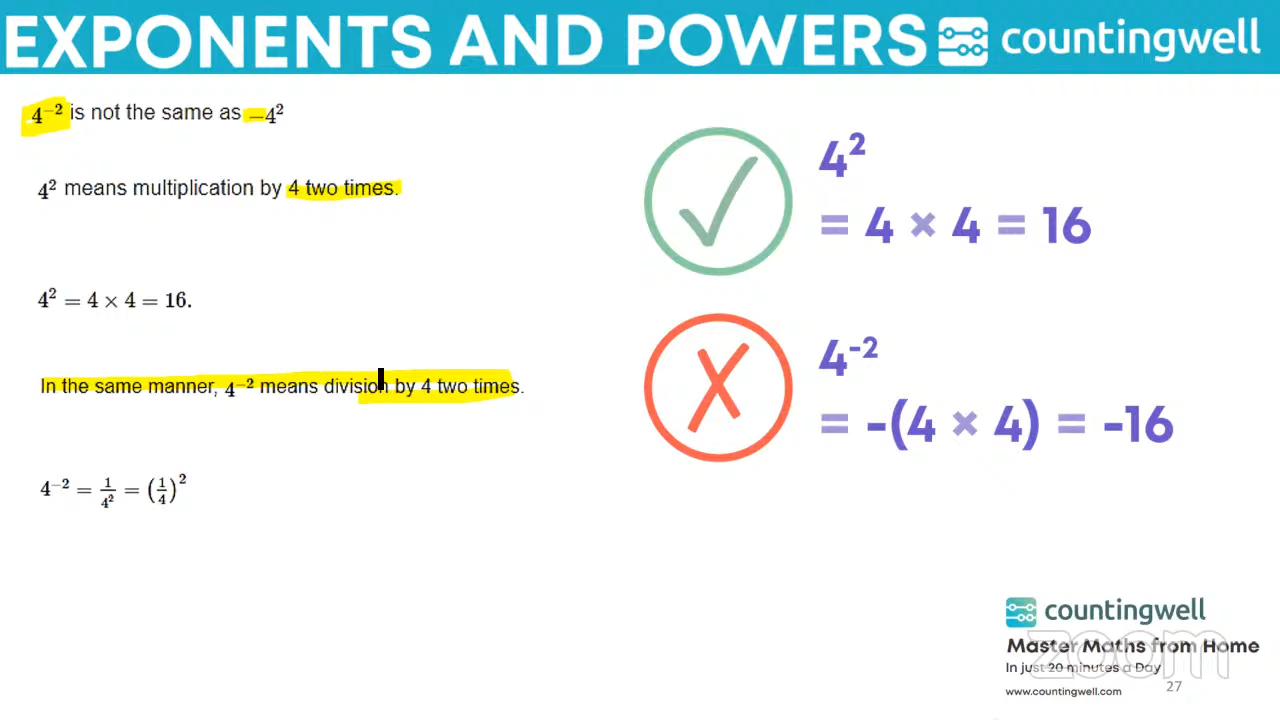 EXPONENTS AND POWERS countingwell
4⁻² is not the same as −4²
4² means multiplication by 4 two times.
4² = 4 × 4 = 16.
In the same manner, 4⁻² means division by 4 two times.
4⁻² = 1/4² = (1/4)²
4²
= 4 × 4 = 16
4⁻²
= -(4 × 4) = -16
countingwell
zoom
Master Maths from Home
In just 20 minutes a Day
www.countingwell.com
27